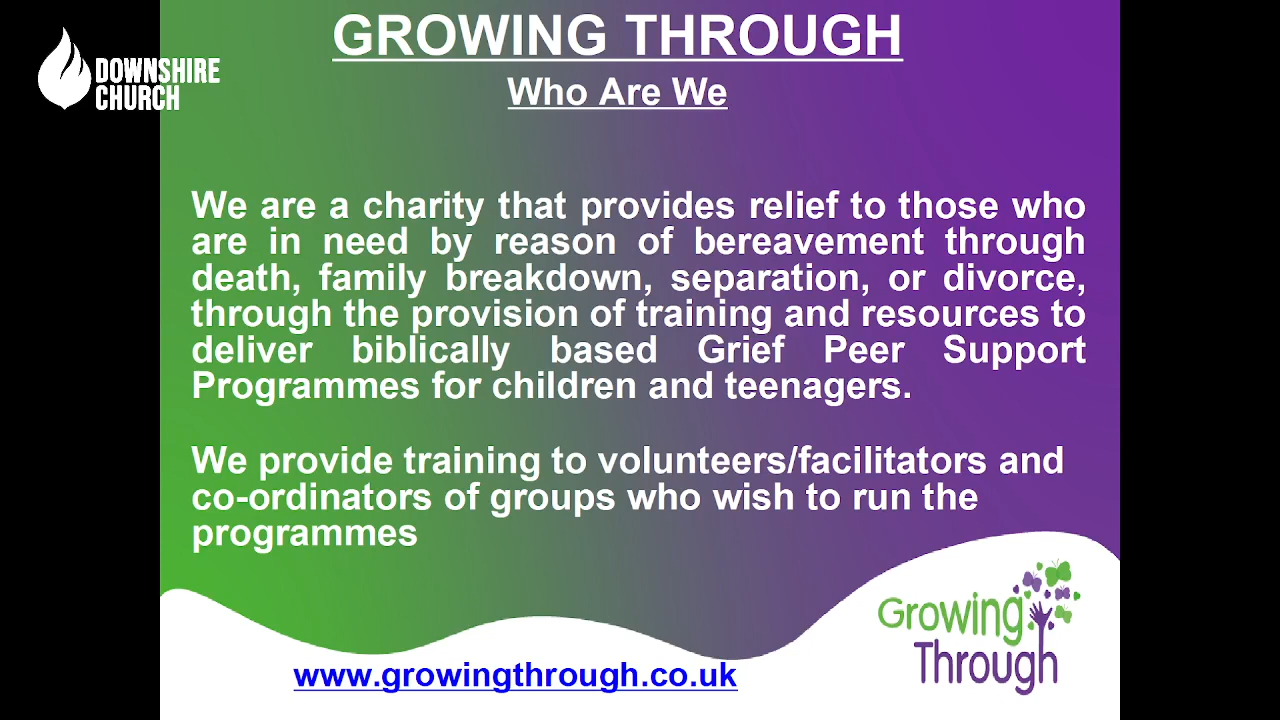 GROWING THROUGH
Who Are We
DOWNSHIRE
CHURCH
We are a charity that provides relief to those who
are in need by reason of bereavement through
death, family breakdown, separation, or divorce,
through the provision of training and resources to
deliver biblically based Grief Peer Support
Programmes for children and teenagers.
We provide training to volunteers/facilitators and
co-ordinators of groups who wish to run the
programmes
Growing
Through
www.growingthrough.co.uk